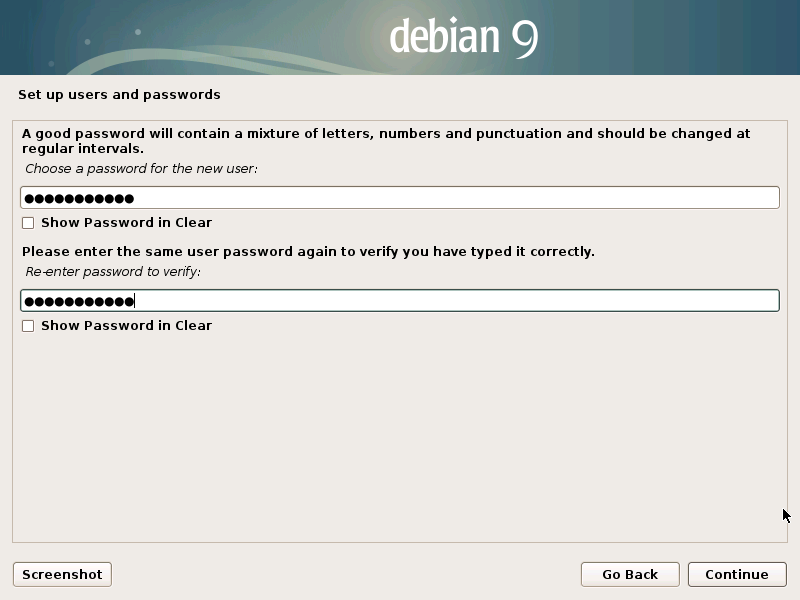 debian 9
Set up users and passwords
A good password will contain a mixture of letters, numbers and punctuation and should be changed at
regular intervals.
Choose a password for the new user:
●●●●●●●●●●●
Show Password in Clear
Please enter the same user password again to verify you have typed it correctly.
Re-enter password to verify:
●●●●●●●●●●●
Show Password in Clear
Screenshot
Go Back
Continue